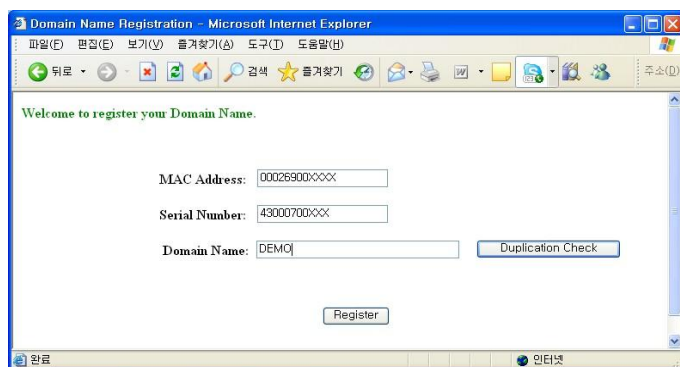 Domain Name Registration - Microsoft Internet Explorer
파일(F) 편집(E) 보기(V) 즐겨찾기(A) 도구(T) 도움말(H)
뒤로 검색 즐겨찾기 W 주소(D)
Welcome to register your Domain Name.
MAC Address: 00026900XXXX
Serial Number: 43000700XXX
Domain Name: DEMO Duplication Check
Register
완료 인터넷